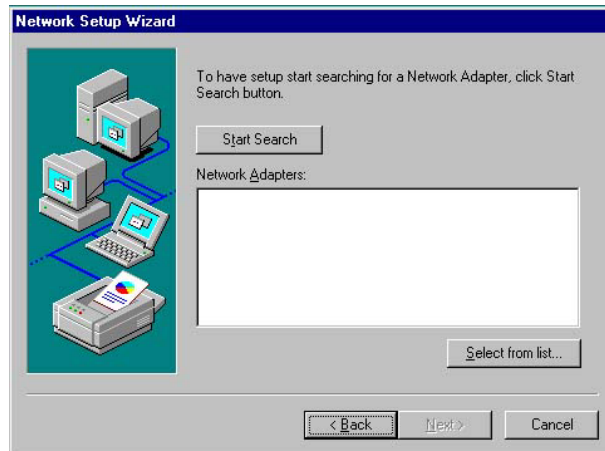 Network Setup Wizard
To have setup start searching for a Network Adapter, click Start
Search button.
Start Search
Network Adapters:
Select from list...
< Back
Next >
Cancel